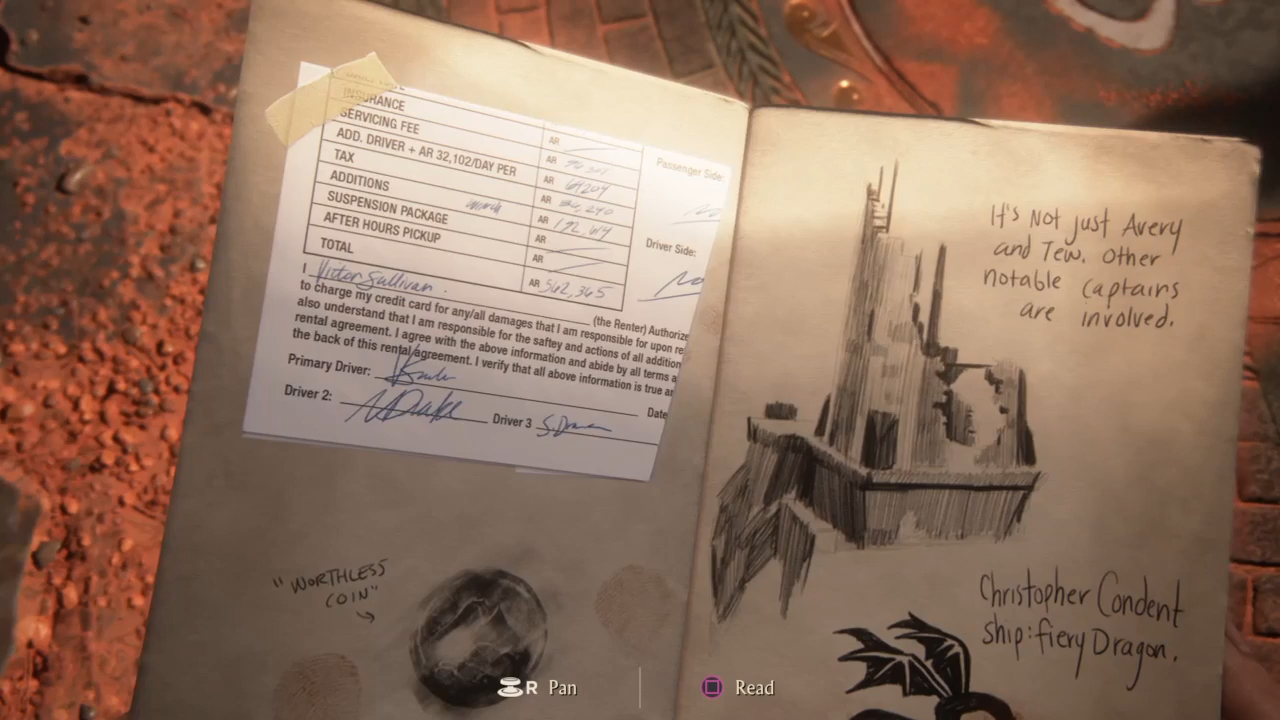 INSURANCE
SERVICING FEE AR
ADD. DRIVER + AR 32,102/DAY PER AR
TAX AR 64204
ADDITIONS AR
SUSPENSION PACKAGE AR
AFTER HOURS PICKUP AR
TOTAL AR 562,365
Passenger Side:
Driver Side:
I Victor Sullivan (the Renter) Authorize
to charge my credit card for any/all damages that I am responsible for upon re
also understand that I am responsible for the saftey and actions of all addition
rental agreement. I agree with the above information and abide by all terms a
the back of this rental agreement. I verify that all above information is true a
Primary Driver:
Date
Driver 2: NDrake Driver 3
"WORTHLESS
COIN"
It's Not just Avery
and Tew. Other
notable captains
are involved.
Christopher Condent
ship: fiery Dragon.
R Pan
Read